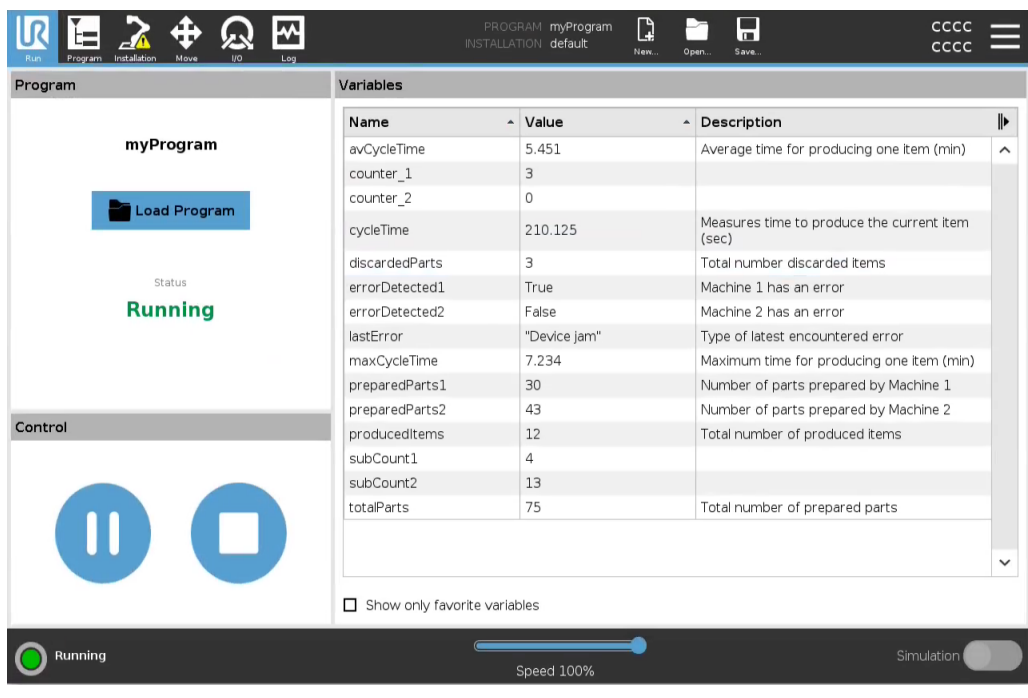 UR
Run
Program
Installation
Move
I/O
Log
PROGRAM myProgram
INSTALLATION default
New...
Open...
Save...
CCCC
CCCC
Program
myProgram
Load Program
Status
Running
Control
Variables
Name Value Description
avCycleTime 5.451 Average time for producing one item (min)
counter_1 3
counter_2 0
cycleTime 210.125 Measures time to produce the current item
(sec)
discardedParts 3 Total number discarded items
errorDetected1 True Machine 1 has an error
errorDetected2 False Machine 2 has an error
lastError "Device jam" Type of latest encountered error
maxCycleTime 7.234 Maximum time for producing one item (min)
preparedParts1 30 Number of parts prepared by Machine 1
preparedParts2 43 Number of parts prepared by Machine 2
producedItems 12 Total number of produced items
subCount1 4
subCount2 13
totalParts 75 Total number of prepared parts
Show only favorite variables
Running
Speed 100%
Simulation